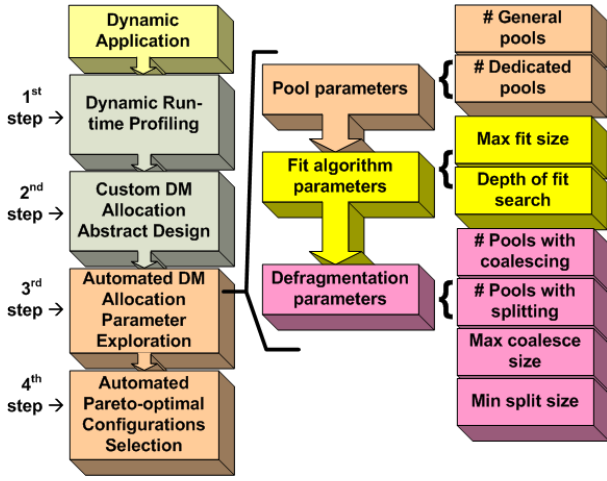 Dynamic
Application
1st
step →
Dynamic Run-
time Profiling
2nd
step →
Custom DM
Allocation
Abstract Design
3rd
step →
Automated DM
Allocation
Parameter
Exploration
4th
step →
Automated
Pareto-optimal
Configurations
Selection
Pool parameters
Fit algorithm
parameters
Defragmentation
parameters
# General
pools
# Dedicated
pools
Max fit size
Depth of fit
search
# Pools with
coalescing
# Pools with
splitting
Max coalesce
size
Min split size